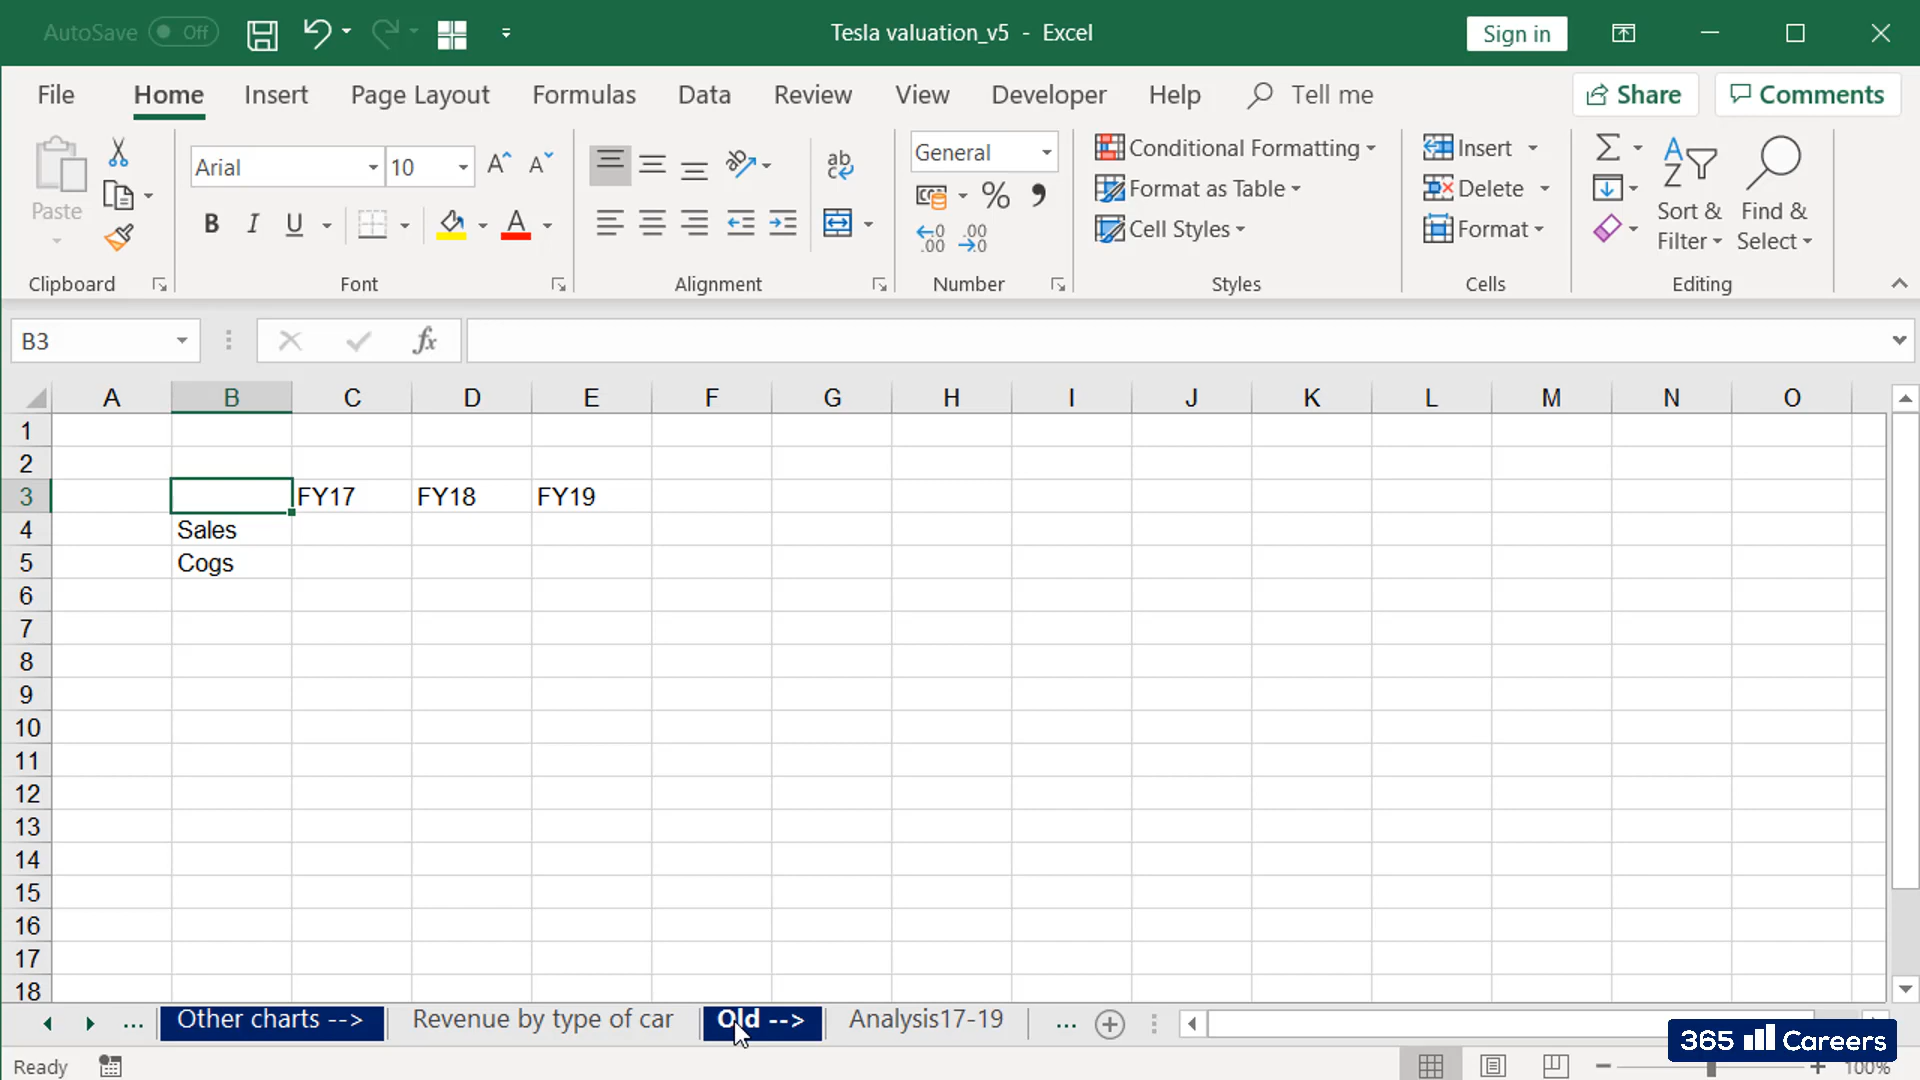 AutoSave Off
Tesla valuation_v5 - Excel
Sign in
File Home Insert Page Layout Formulas Data Review View Developer Help Tell me
Share Comments
Paste
Clipboard
Arial 10
B I U A
Font
ab
Alignment
General
% ,
.00 .00
Number
Conditional Formatting
Format as Table
Cell Styles
Styles
Insert
Delete
Format
Cells
Sort & Filter
Find & Select
Editing
B3 fx
A B C D E F G H I J K L M N O
1
2
3 FY17 FY18 FY19
4 Sales
5 Cogs
6
7
8
9
10
11
12
13
14
15
16
17
18
... Other charts --> Revenue by type of car Old --> Analysis17-19 ...
365 Careers
Ready 100%